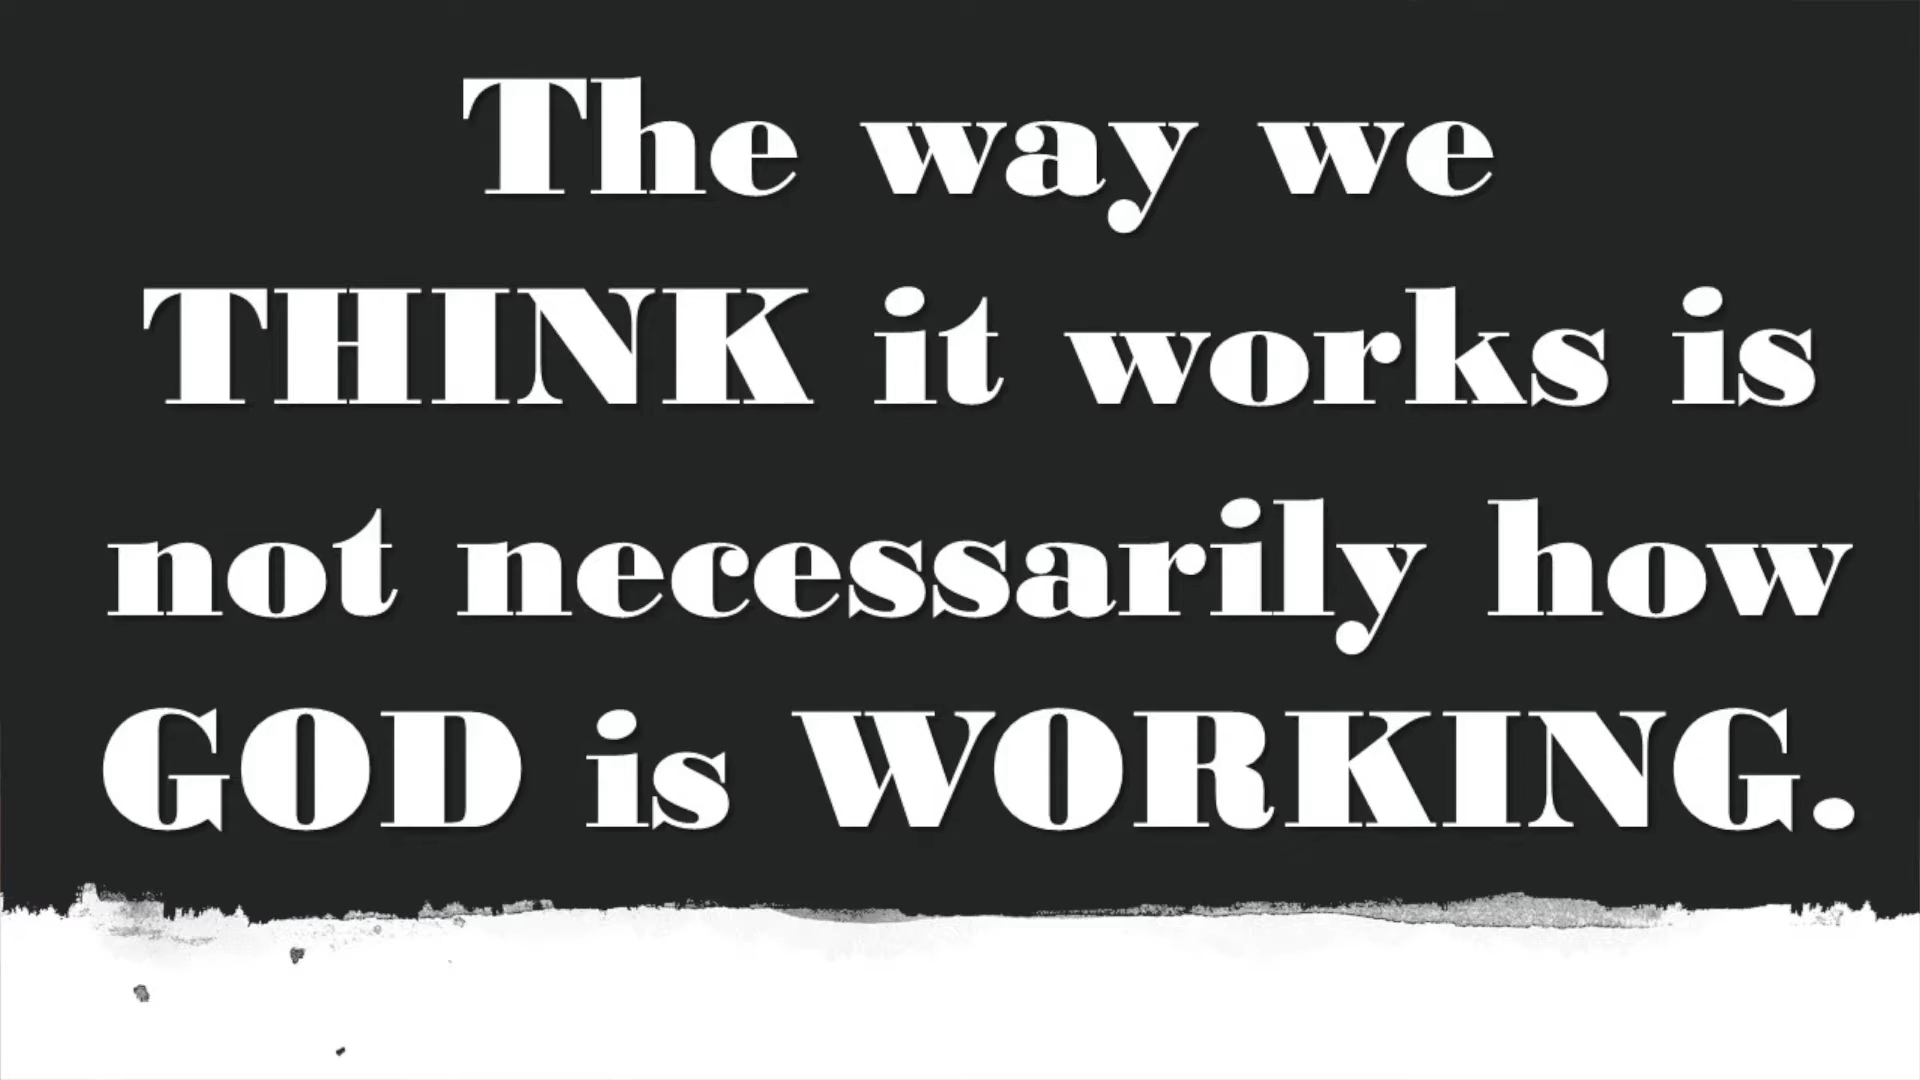 The way we
THINK it works is
not necessarily how
GOD is WORKING.